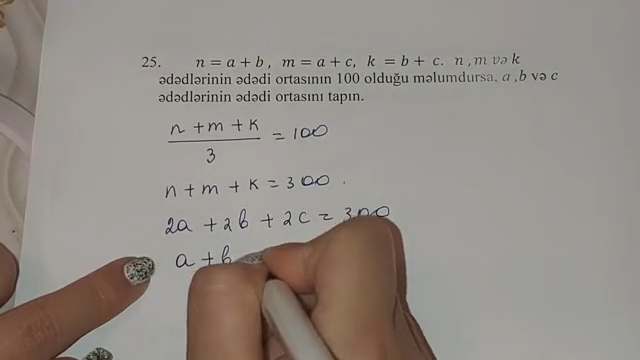 25. n = a + b , m = a + c, k = b + c. n ,m və k
ədədlərinin ədədi ortasının 100 olduğu məlumdursa, a ,b və c
ədədlərinin ədədi ortasını tapın.
n + m + k
3
= 100
n + m + k = 300 .
2a + 2b + 2c = 300
a + b